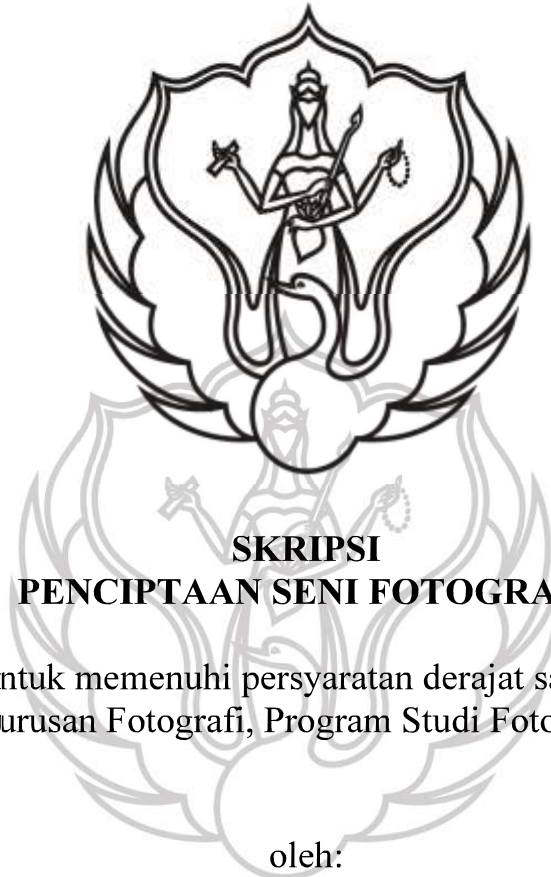 SKRIPSI
PENCIPTAAN SENI FOTOGRA
ntuk memenuhi persyaratan derajat sa
urusan Fotografi, Program Studi Foto
oleh: